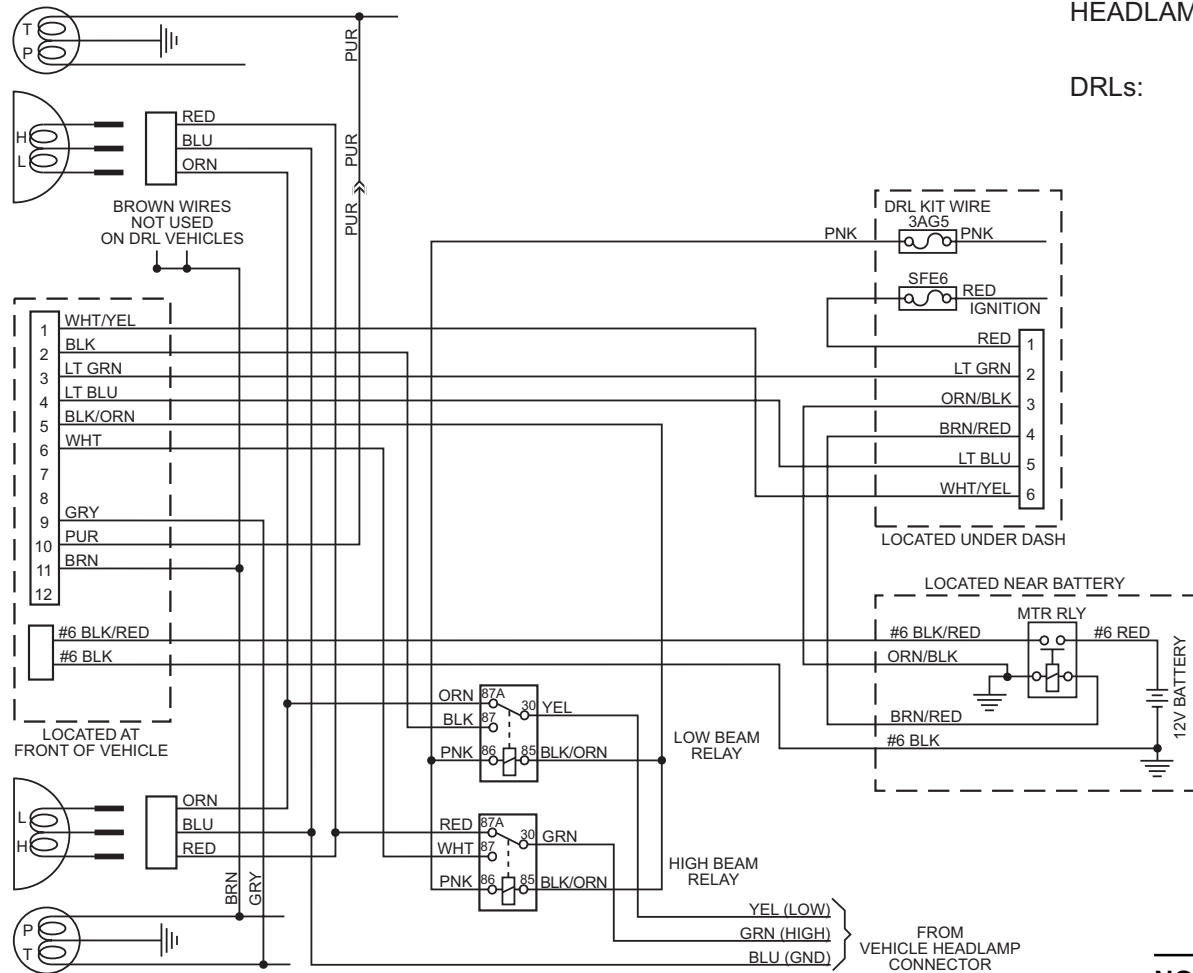 HEADLAM
DRLs:
T
P
PUR
H
L
RED
BLU
ORN
PUR
PUR
BROWN WIRES
NOT USED
ON DRL VEHICLES
DRL KIT WIRE
3AG5
PNK
PNK
SFE6
RED
IGNITION
1 WHT/YEL
2 BLK
3 LT GRN
4 LT BLU
5 BLK/ORN
6 WHT
7
8
9 GRY
10 PUR
11 BRN
12
RED 1
LT GRN 2
ORN/BLK 3
BRN/RED 4
LT BLU 5
WHT/YEL 6
LOCATED UNDER DASH
LOCATED NEAR BATTERY
MTR RLY
#6 BLK/RED
#6 BLK
#6 BLK/RED
#6 RED
ORN/BLK
12V BATTERY
BRN/RED
#6 BLK
LOCATED AT
FRONT OF VEHICLE
ORN 87A
30 YEL
BLK 87
PNK 86
85 BLK/ORN
LOW BEAM
RELAY
L
H
ORN
BLU
RED
RED 87A
30 GRN
WHT 87
PNK 86
85 BLK/ORN
HIGH BEAM
RELAY
BRN
GRY
P
T
YEL (LOW)
GRN (HIGH)
BLU (GND)
FROM
VEHICLE HEADLAMP
CONNECTOR